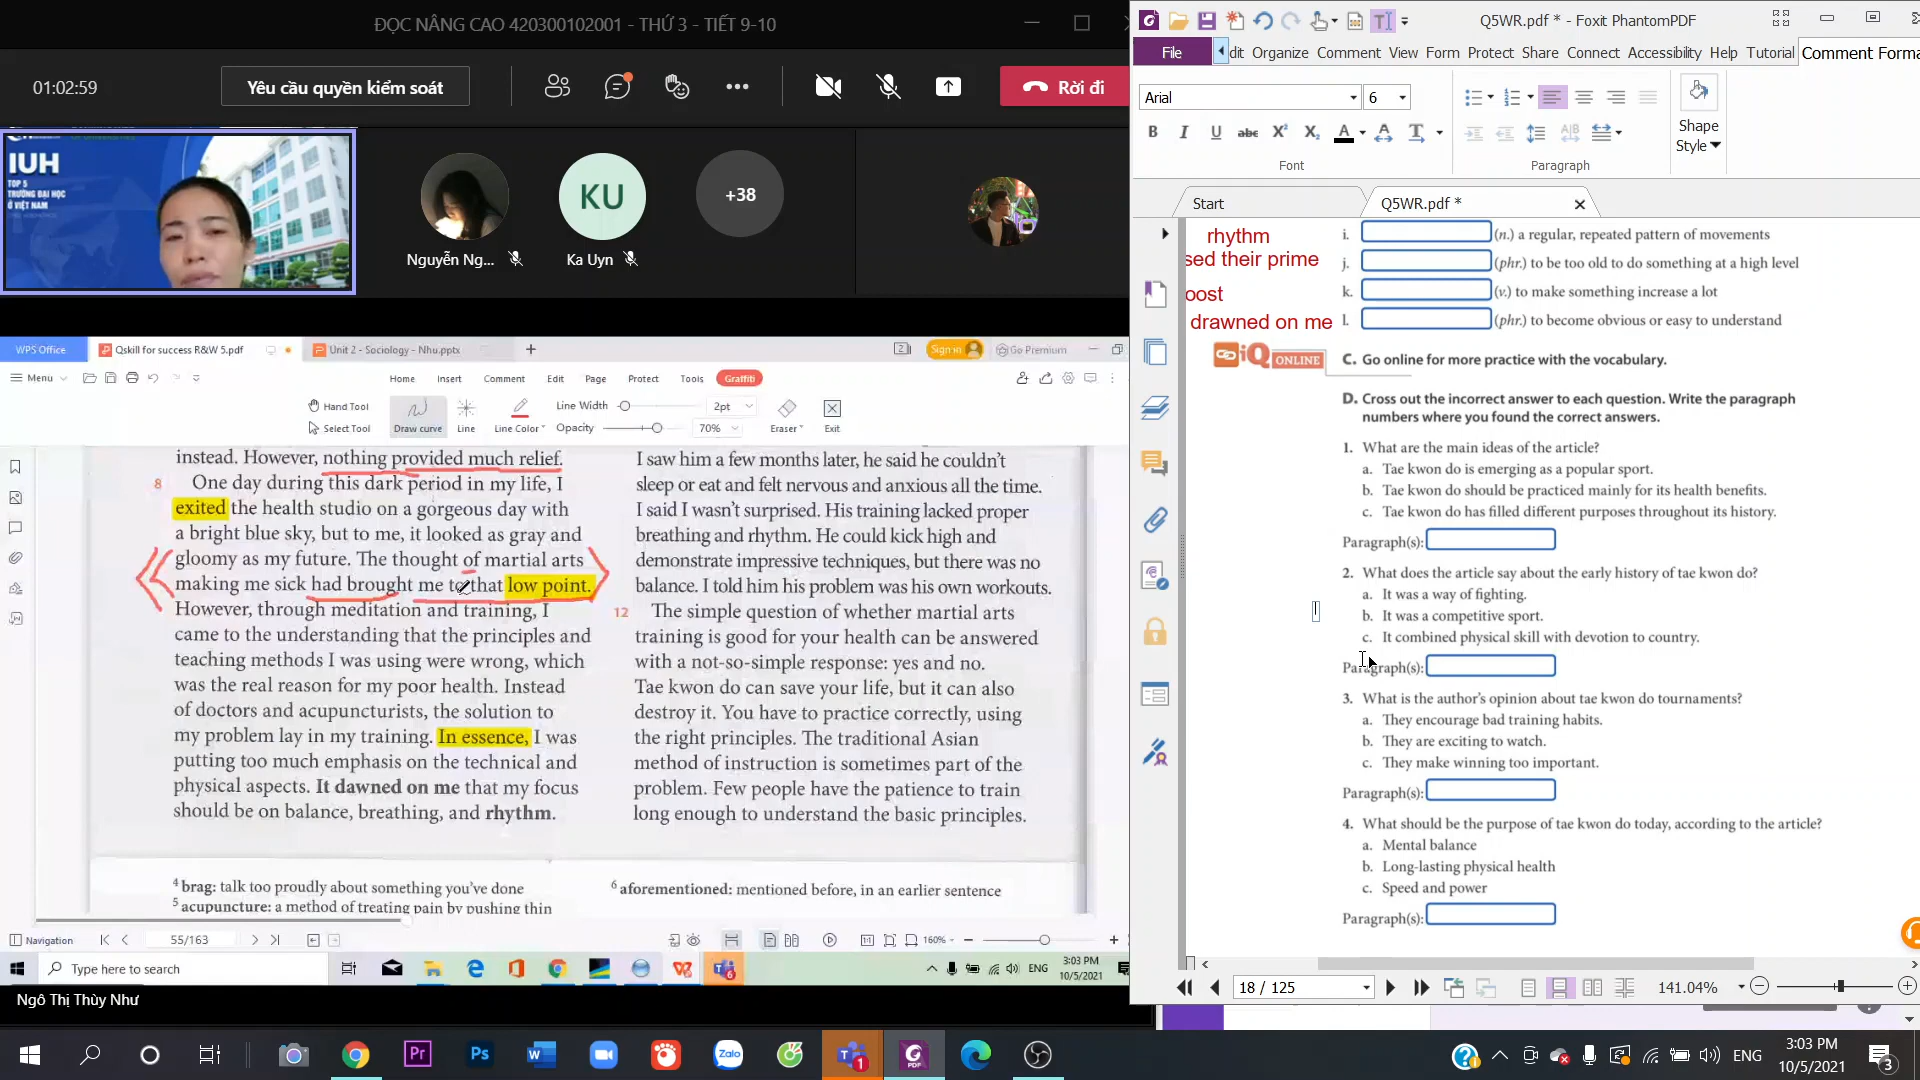 ĐỌC NÂNG CAO 420300102001 - THỨ 3 - TIẾT 9-10
01:02:59
Yêu cầu quyền kiểm soát
Rời đi
IUH
TOP 5
TRƯỜNG ĐẠI HỌC
Ở VIỆT NAM
KU
+38
Nguyễn Ng...
Ka Uyn
WPS Office
Qskill for success R&W 5.pdf
Unit 2 - Sociology - Nhu.pptx
Sign in
Go Premium
Menu
Home
Insert
Comment
Edit
Page
Protect
Tools
Graffiti
Hand Tool
Select Tool
Draw curve
Line
Line Color
Line Width
2pt
Opacity
70%
Eraser
Exit
instead. However, nothing provided much relief.
8
One day during this dark period in my life, I
exited the health studio on a gorgeous day with
a bright blue sky, but to me, it looked as gray and
gloomy as my future. The thought of martial arts
making me sick had brought me to that low point.
However, through meditation and training, I
came to the understanding that the principles and
teaching methods I was using were wrong, which
was the real reason for my poor health. Instead
of doctors and acupuncturists, the solution to
my problem lay in my training. In essence, I was
putting too much emphasis on the technical and
physical aspects. It dawned on me that my focus
should be on balance, breathing, and rhythm.
I saw him a few months later, he said he couldn't
sleep or eat and felt nervous and anxious all the time.
I said I wasn't surprised. His training lacked proper
breathing and rhythm. He could kick high and
demonstrate impressive techniques, but there was no
balance. I told him his problem was his own workouts.
12
The simple question of whether martial arts
training is good for your health can be answered
with a not-so-simple response: yes and no.
Tae kwon do can save your life, but it can also
destroy it. You have to practice correctly, using
the right principles. The traditional Asian
method of instruction is sometimes part of the
problem. Few people have the patience to train
long enough to understand the basic principles.
4 brag: talk too proudly about something you've done
5 acupuncture: a method of treating pain by pushing thin
6 aforementioned: mentioned before, in an earlier sentence
Navigation
55/163
160%
Type here to search
ENG
3:03 PM
10/5/2021
Ngô Thị Thùy Như
Q5WR.pdf * - Foxit PhantomPDF
File
dit
Organize
Comment
View
Form
Protect
Share
Connect
Accessibility
Help
Tutorial
Comment Forma
Arial
6
Font
Paragraph
Shape
Style
Start
Q5WR.pdf *
rhythm
i.
(n.) a regular, repeated pattern of movements
sed their prime
j.
(phr.) to be too old to do something at a high level
oost
k.
(v.) to make something increase a lot
drawned on me
l.
(phr.) to become obvious or easy to understand
iQ ONLINE
C. Go online for more practice with the vocabulary.
D. Cross out the incorrect answer to each question. Write the paragraph
numbers where you found the correct answers.
1. What are the main ideas of the article?
a. Tae kwon do is emerging as a popular sport.
b. Tae kwon do should be practiced mainly for its health benefits.
c. Tae kwon do has filled different purposes throughout its history.
Paragraph(s):
2. What does the article say about the early history of tae kwon do?
a. It was a way of fighting.
b. It was a competitive sport.
c. It combined physical skill with devotion to country.
Paragraph(s):
3. What is the author's opinion about tae kwon do tournaments?
a. They encourage bad training habits.
b. They are exciting to watch.
c. They make winning too important.
Paragraph(s):
4. What should be the purpose of tae kwon do today, according to the article?
a. Mental balance
b. Long-lasting physical health
c. Speed and power
Paragraph(s):
18 / 125
141.04%
Zalo
ENG
3:03 PM
10/5/2021
3